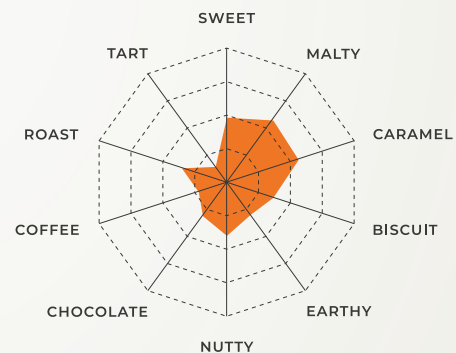 SWEET
TART
MALTY
ROAST
CARAMEL
COFFEE
BISCUIT
CHOCOLATE
EARTHY
NUTTY